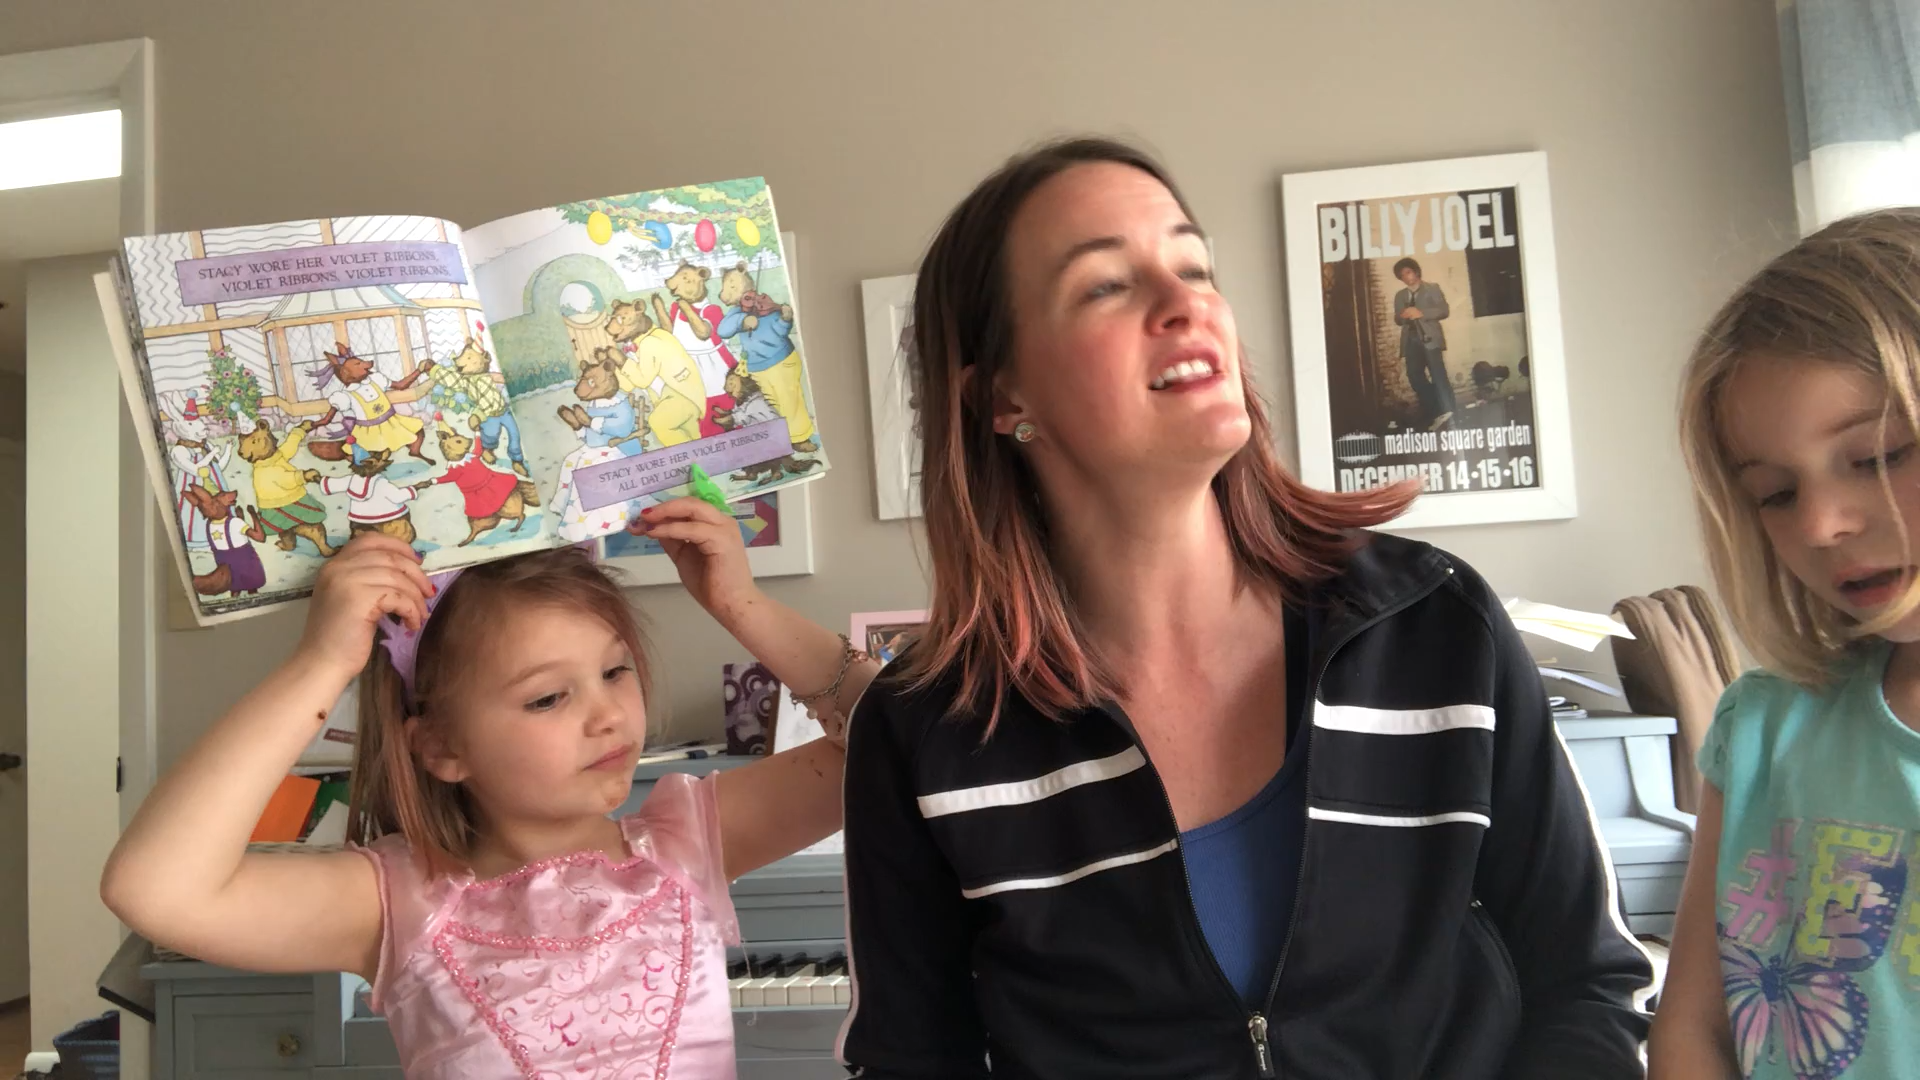 STACY WORE HER VIOLET RIBBONS,
VIOLET RIBBONS, VIOLET RIBBONS,
STACY WORE HER VIOLET RIBBONS
ALL DAY LONG
BILLY JOEL
madison square garden
DECEMBER 14·15·16